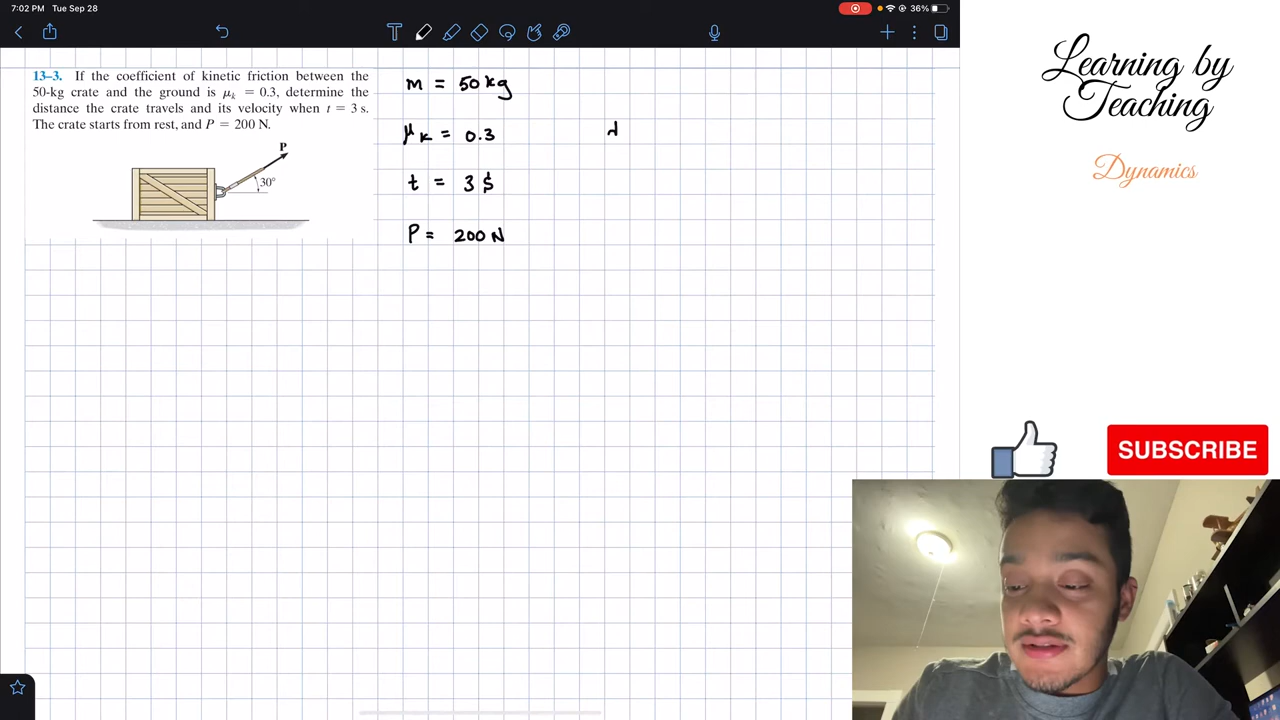 7:02 PM Tue Sep 28
36%
13–3. If the coefficient of kinetic friction between the
50-kg crate and the ground is μk = 0.3, determine the
distance the crate travels and its velocity when t = 3 s.
The crate starts from rest, and P = 200 N.
P
30°
m = 50 kg
μk = 0.3
d
t = 3 s
P = 200 N
Learning by
Teaching
Dynamics
SUBSCRIBE